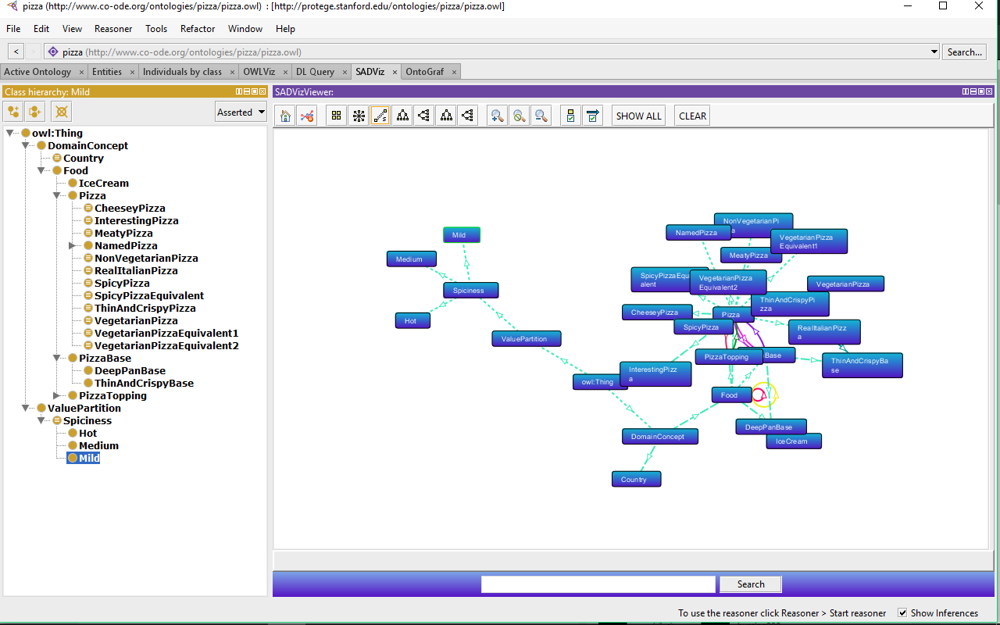 pizza (http://www.co-ode.org/ontologies/pizza/pizza.owl) : [http://protege.stanford.edu/ontologies/pizza/pizza.owl]
File Edit View Reasoner Tools Refactor Window Help
< > pizza (http://www.co-ode.org/ontologies/pizza/pizza.owl) Search...
Active Ontology × Entities × Individuals by class × OWLViz × DL Query × SADViz × OntoGraf ×
Class hierarchy: Mild
Asserted
owl:Thing
DomainConcept
Country
Food
IceCream
Pizza
CheeseyPizza
InterestingPizza
MeatyPizza
NamedPizza
NonVegetarianPizza
RealItalianPizza
SpicyPizza
SpicyPizzaEquivalent
ThinAndCrispyPizza
VegetarianPizza
VegetarianPizzaEquivalent1
VegetarianPizzaEquivalent2
PizzaBase
DeepPanBase
ThinAndCrispyBase
PizzaTopping
ValuePartition
Spiciness
Hot
Medium
Mild
SADVizViewer:
SHOW ALL CLEAR
NonVegetarianPi
a
NamedPizza
Mild
VegetarianPizza
Equivalent1
MeatyPizza
Medium
SpicyPizzaEqu
alent
VegetarianPizza
Equivalent2
VegetarianPizza
Spiciness
ThinAndCrispyPi
zza
CheeseyPizza
Pizza
Hot
SpicyPizza
RealItalianPizz
a
ValuePartition
PizzaTopping
Base
ThinAndCrispyBa
se
InterestingPizz
a
owl:Thing
Food
DeepPanBase
DomainConcept
IceCream
Country
Search
To use the reasoner click Reasoner > Start reasoner Show Inferences